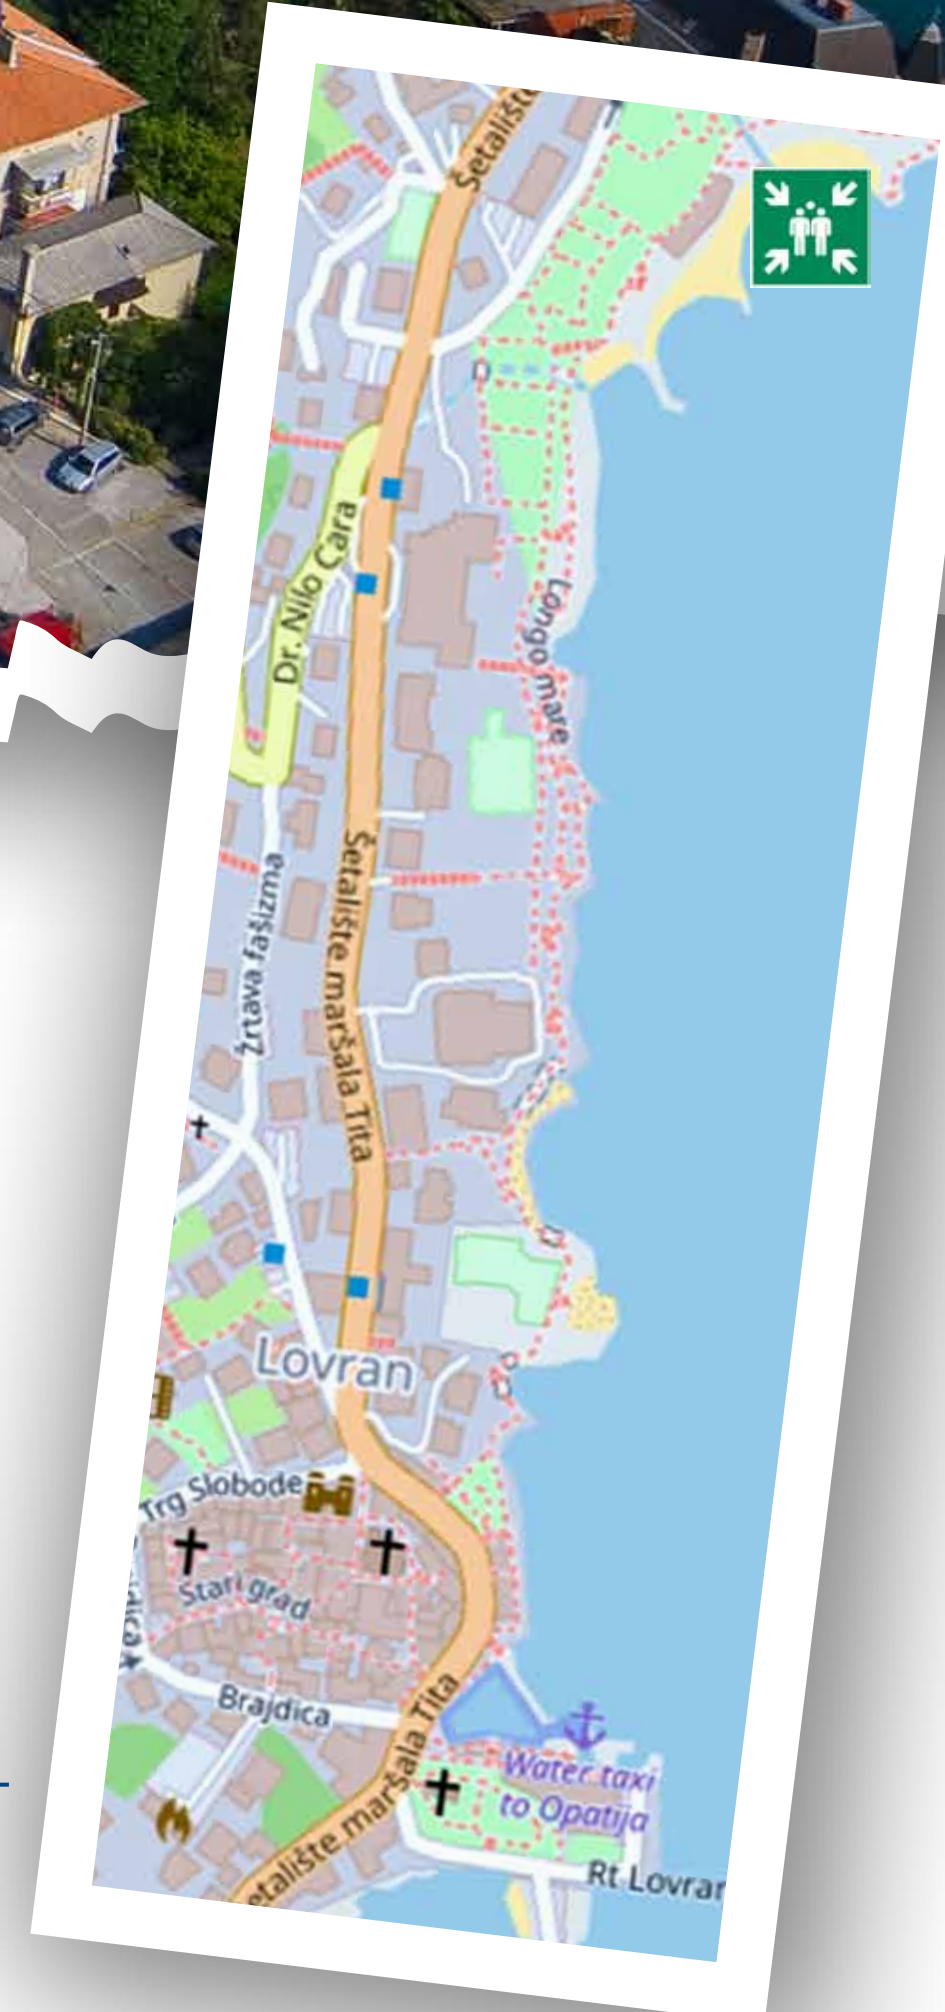 Šetalište
Dr. Nilo Cara
Longo mare
Šetalište maršala Tita
Žrtava fašizma
Lovran
Trg Slobode
Stari grad
Brajdica
Šetalište maršala Tita
Water taxi
to Opatija
Rt Lovran